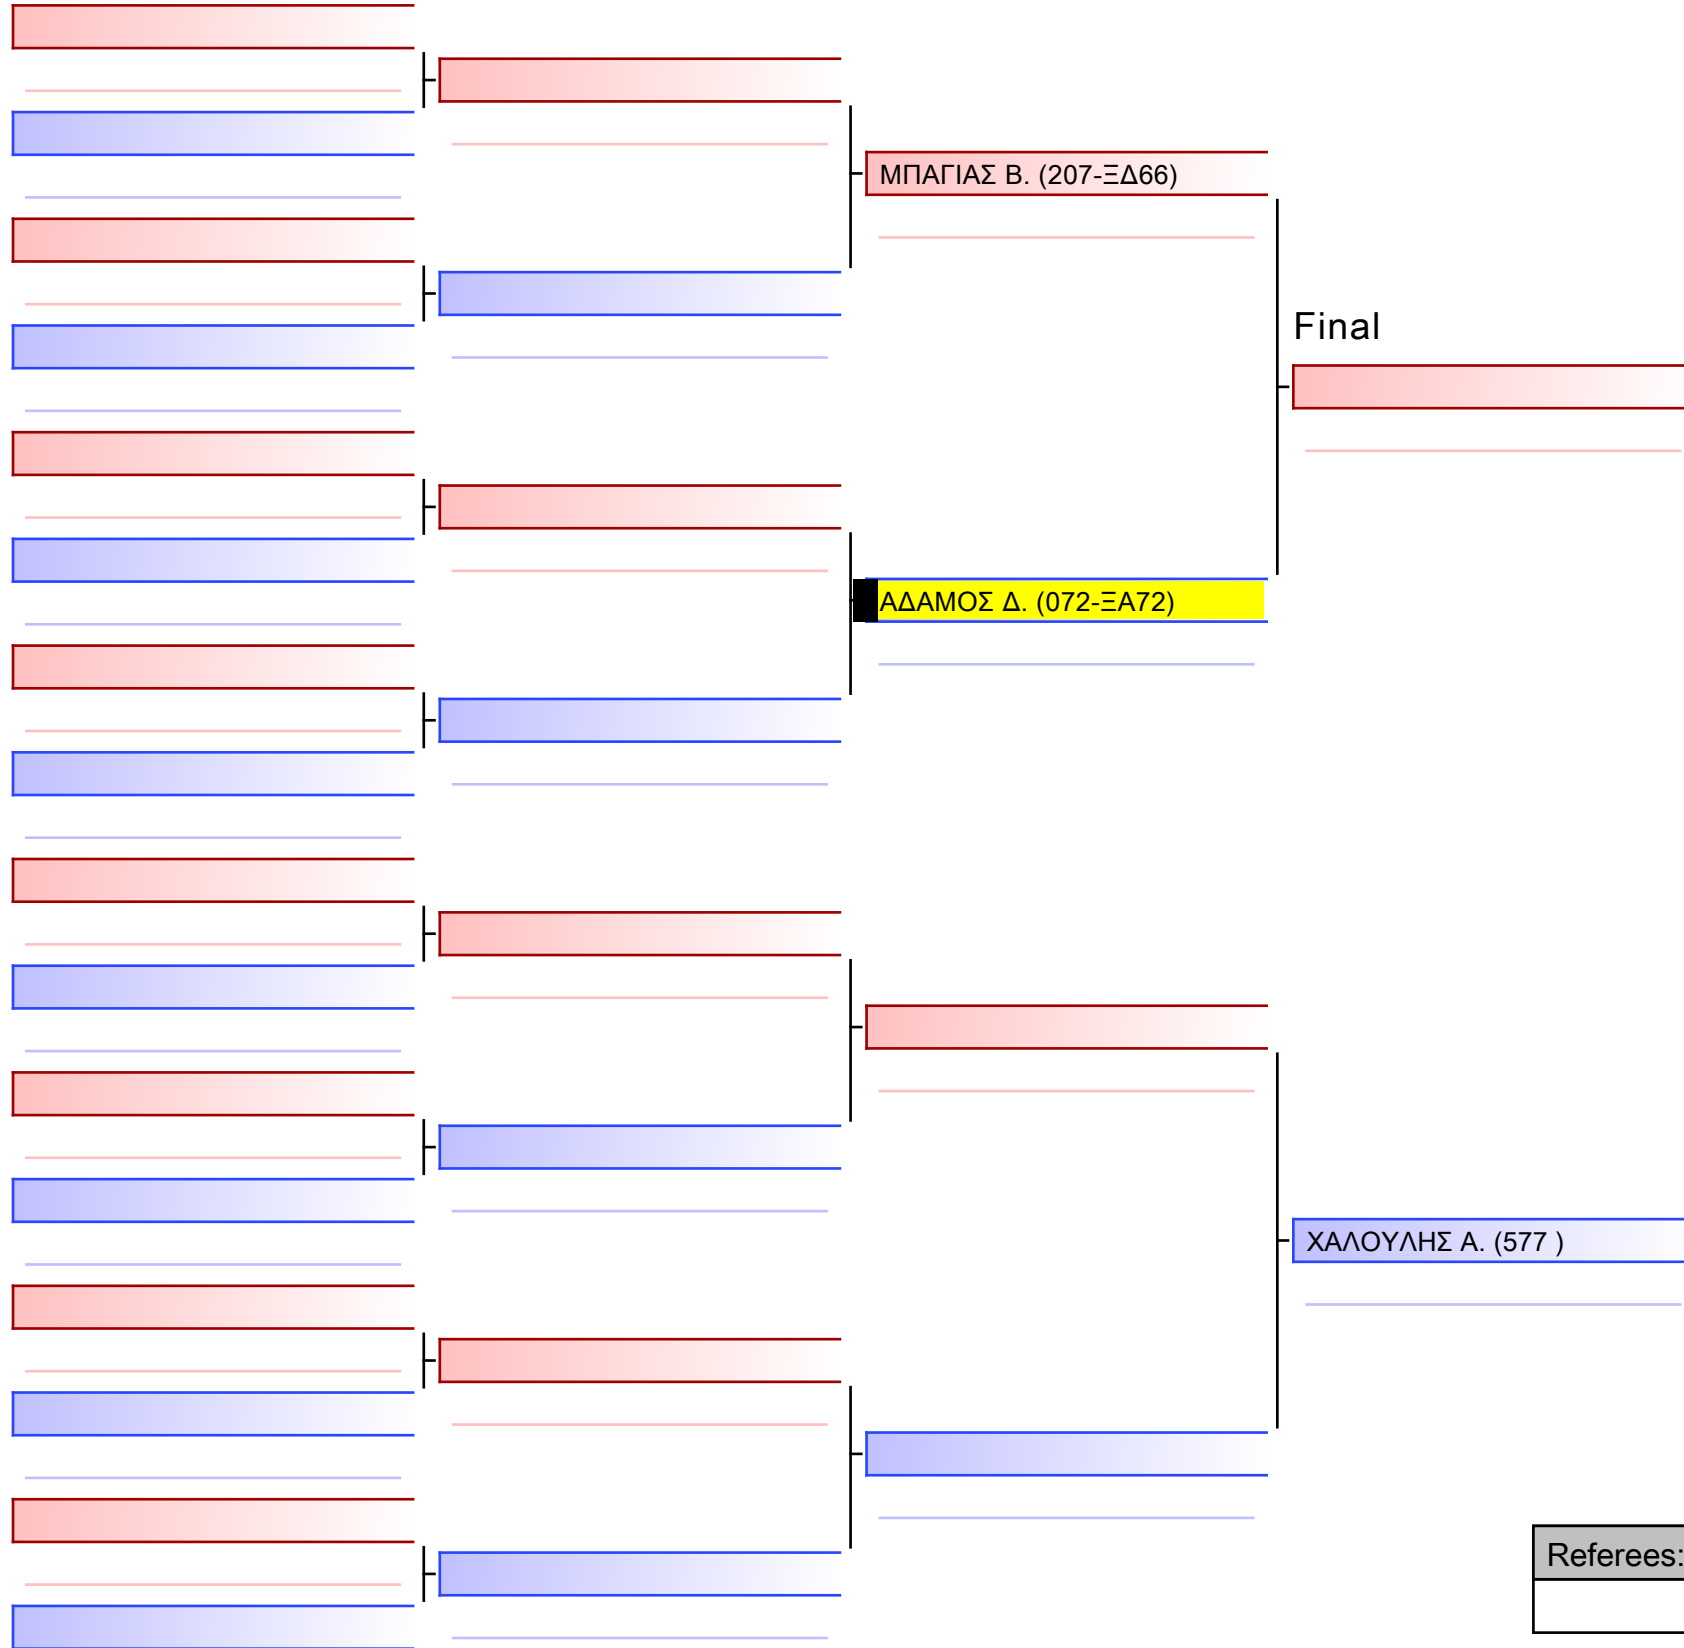 ΜΠΑΓΙΑΣ Β. (207-ΞΔ66)
Final
ΑΔΑΜΟΣ Δ. (072-ΞΑ72)
ΧΑΛΟΥΛΗΣ Α. (577 )
Referees: